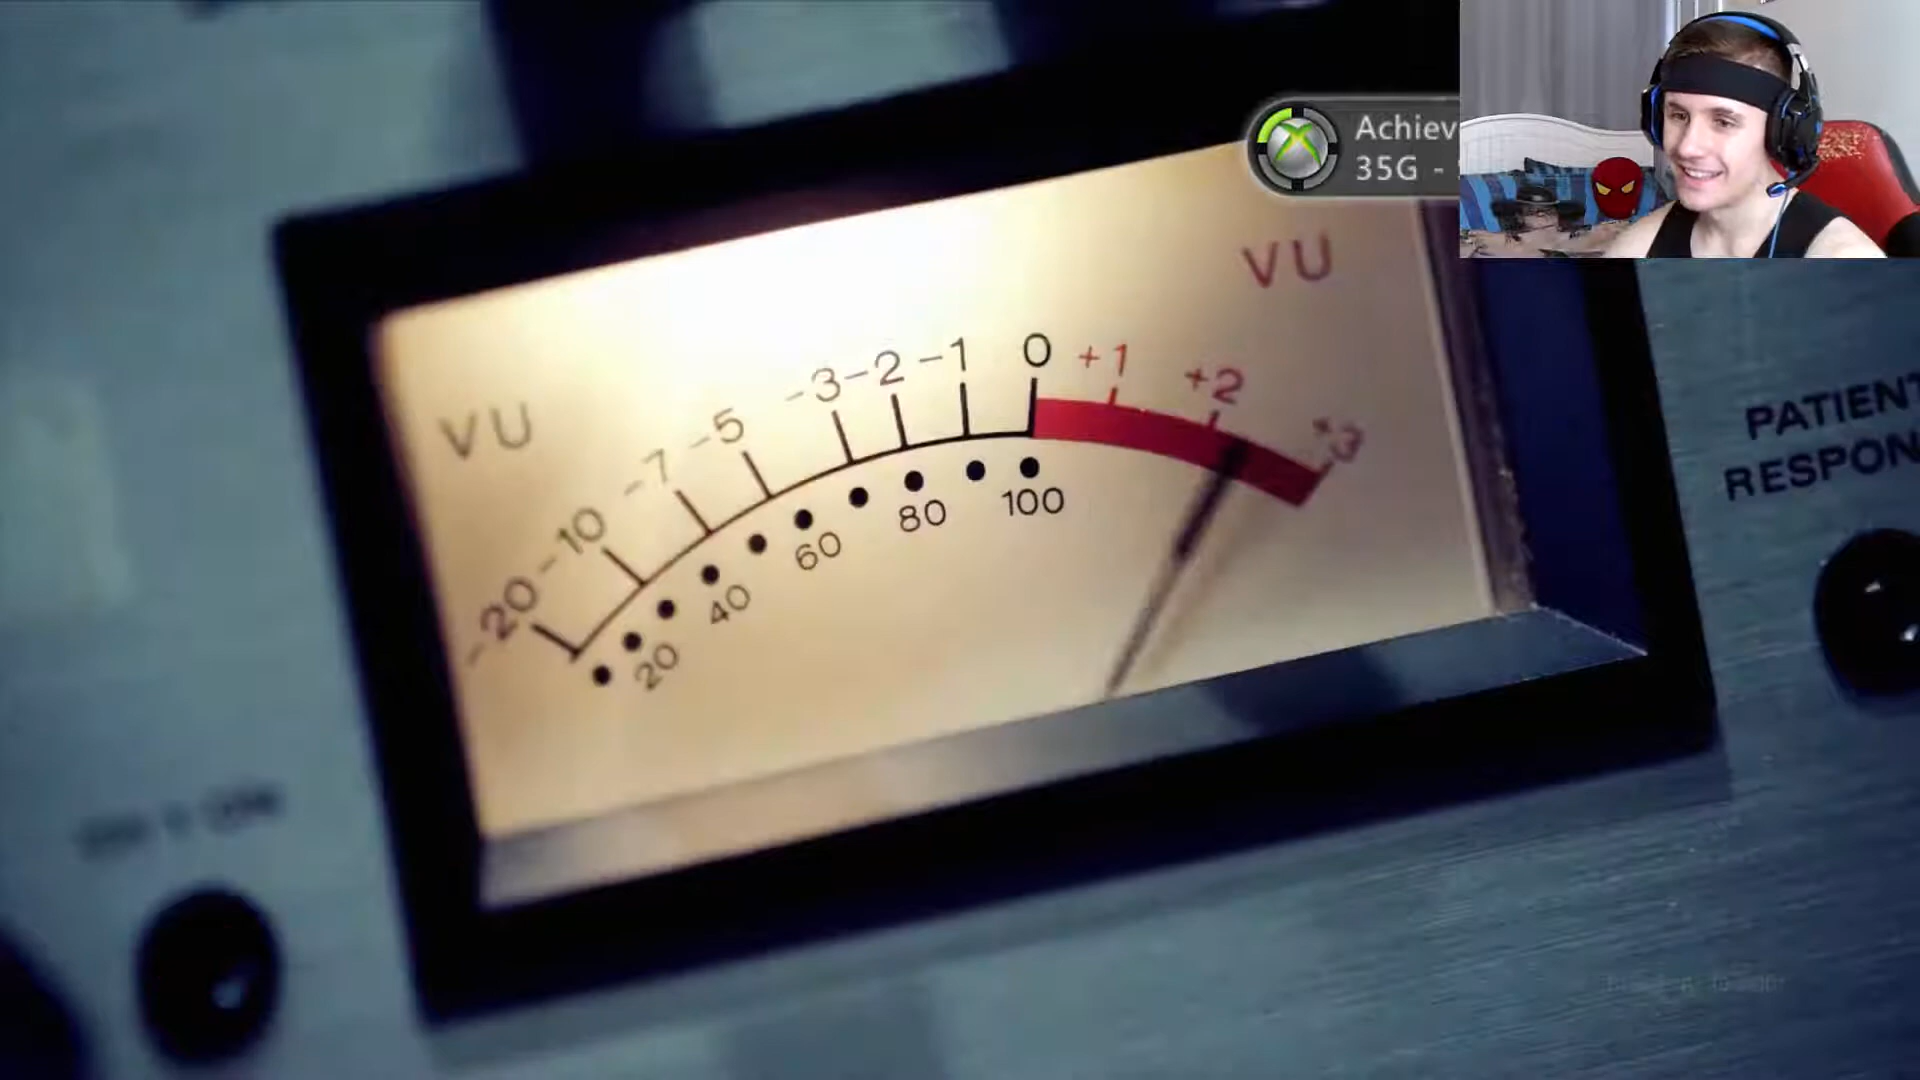 Achiev
35G -
VU
VU
-20 -10 -7 -5 -3 -2 -1 0 +1 +2 +3
20 40 60 80 100
PATIENT
RESPON